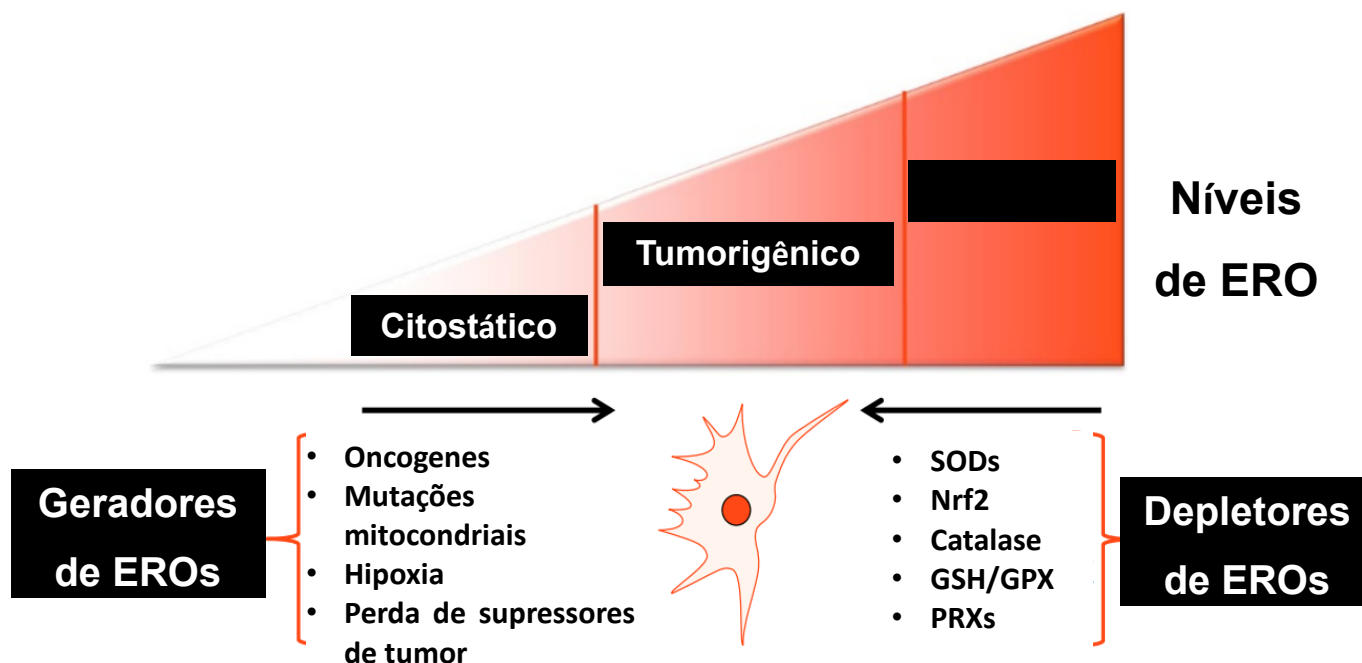 Níveis
de ERO
Tumorigênico
Citostático
Geradores
de EROs
• Oncogenes
• Mutações
mitocondriais
• Hipoxia
• Perda de supressores
de tumor
• SODs
• Nrf2
• Catalase
• GSH/GPX
• PRXs
Depletores
de EROs